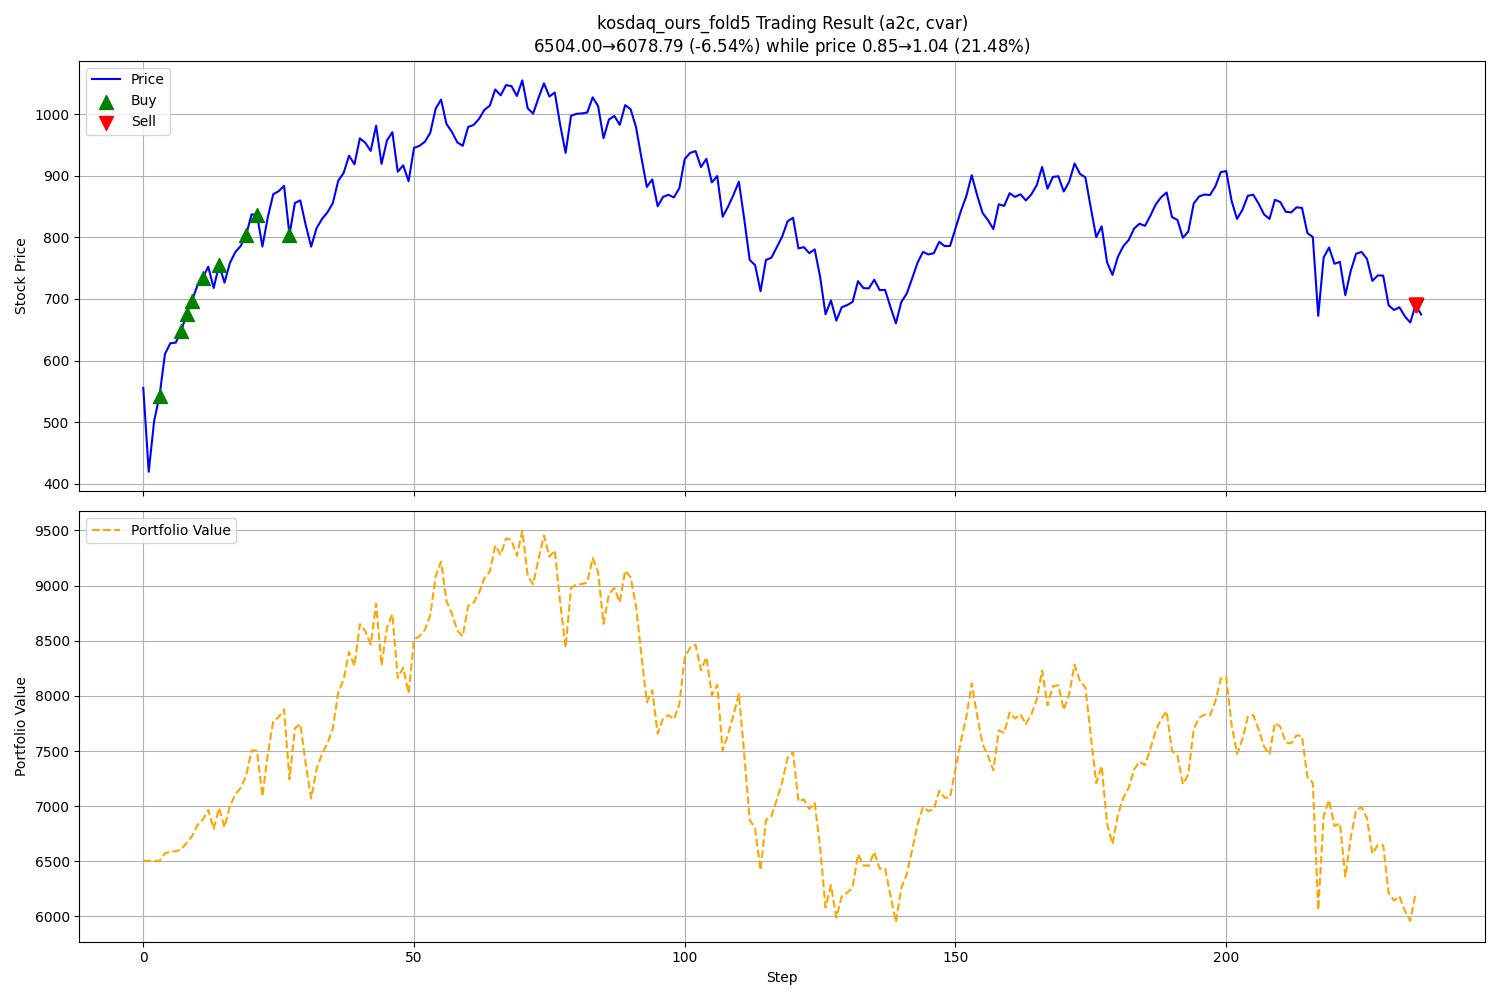 kosdaq_ours_fold5 Trading Result (a2c, cvar)
6504.00→6078.79 (-6.54%) while price 0.85→1.04 (21.48%)
Price
Buy
Sell
1000
900
800
700
600
500
400
Stock Price
Portfolio Value
9500
9000
8500
8000
7500
7000
6500
6000
Portfolio Value
0
50
100
150
200
Step